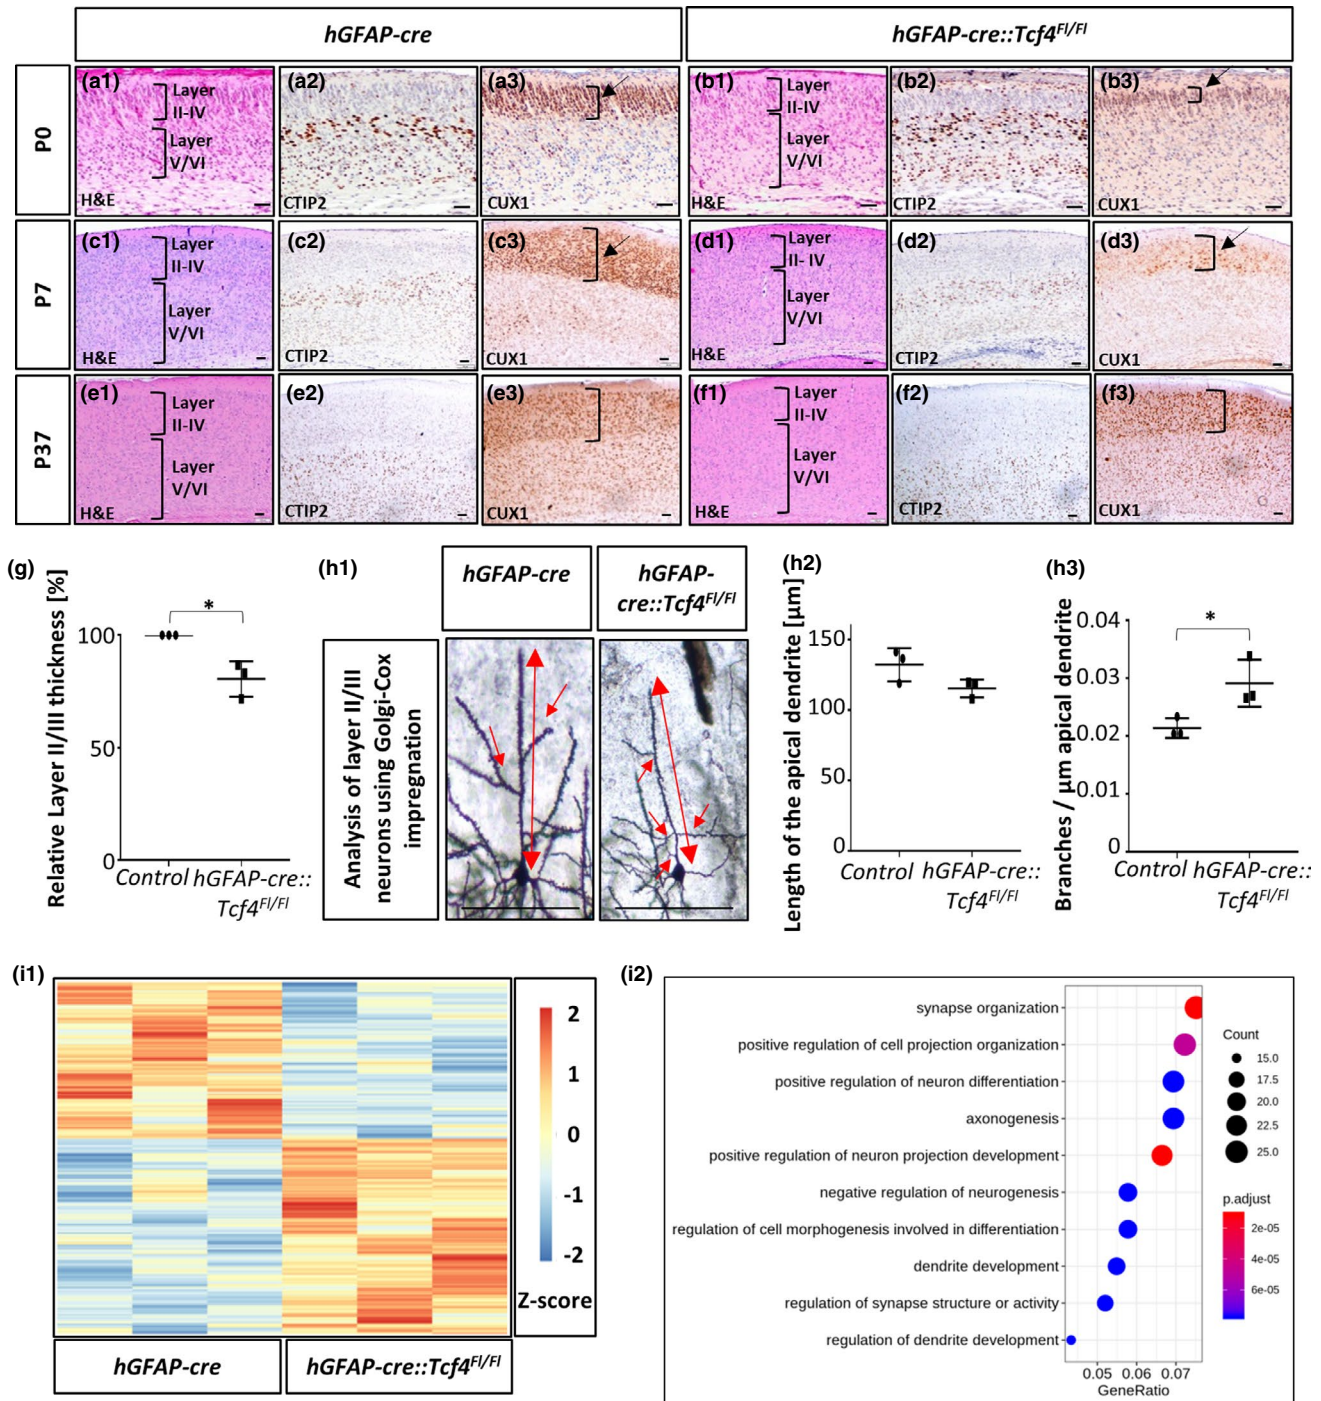 hGFAP-cre
hGFAP-cre::Tcf4Fl/Fl
P0
(a1)
Layer
II-IV
Layer
V/VI
H&E
(a2)
CTIP2
(a3)
CUX1
(b1)
Layer
II-IV
Layer
V/VI
H&E
(b2)
CTIP2
(b3)
CUX1
P7
(c1)
Layer
II-IV
Layer
V/VI
H&E
(c2)
CTIP2
(c3)
CUX1
(d1)
Layer
II- IV
Layer
V/VI
H&E
(d2)
CTIP2
(d3)
CUX1
P37
(e1)
Layer
II-IV
Layer
V/VI
H&E
(e2)
CTIP2
(e3)
CUX1
(f1)
Layer
II-IV
Layer
V/VI
H&E
(f2)
CTIP2
(f3)
CUX1
(g)
Relative Layer II/III thickness [%]
100
50
0
*
Control
hGFAP-cre::
Tcf4Fl/Fl
(h1)
hGFAP-cre
hGFAP-
cre::Tcf4Fl/Fl
Analysis of layer II/III
neurons using Golgi-Cox
impregnation
(h2)
Length of the apical dendrite [µm]
150
100
50
0
Control
hGFAP-cre::
Tcf4Fl/Fl
(h3)
Branches / µm apical dendrite
0.04
0.03
0.02
0.01
0
*
Control
hGFAP-cre::
Tcf4Fl/Fl
(i1)
2
1
0
-1
-2
Z-score
hGFAP-cre
hGFAP-cre::Tcf4Fl/Fl
(i2)
synapse organization
positive regulation of cell projection organization
positive regulation of neuron differentiation
axonogenesis
positive regulation of neuron projection development
negative regulation of neurogenesis
regulation of cell morphogenesis involved in differentiation
dendrite development
regulation of synapse structure or activity
regulation of dendrite development
0.05 0.06 0.07
GeneRatio
Count
15.0
17.5
20.0
22.5
25.0
p.adjust
2e-05
4e-05
6e-05